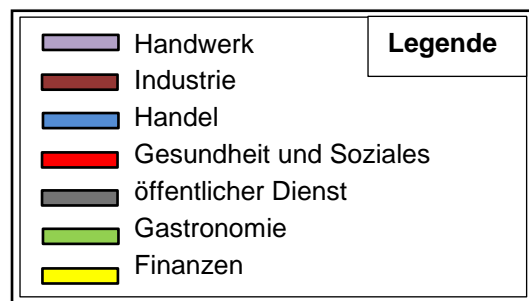 Legende
Handwerk
Industrie
Handel
Gesundheit und Soziales
öffentlicher Dienst
Gastronomie
Finanzen